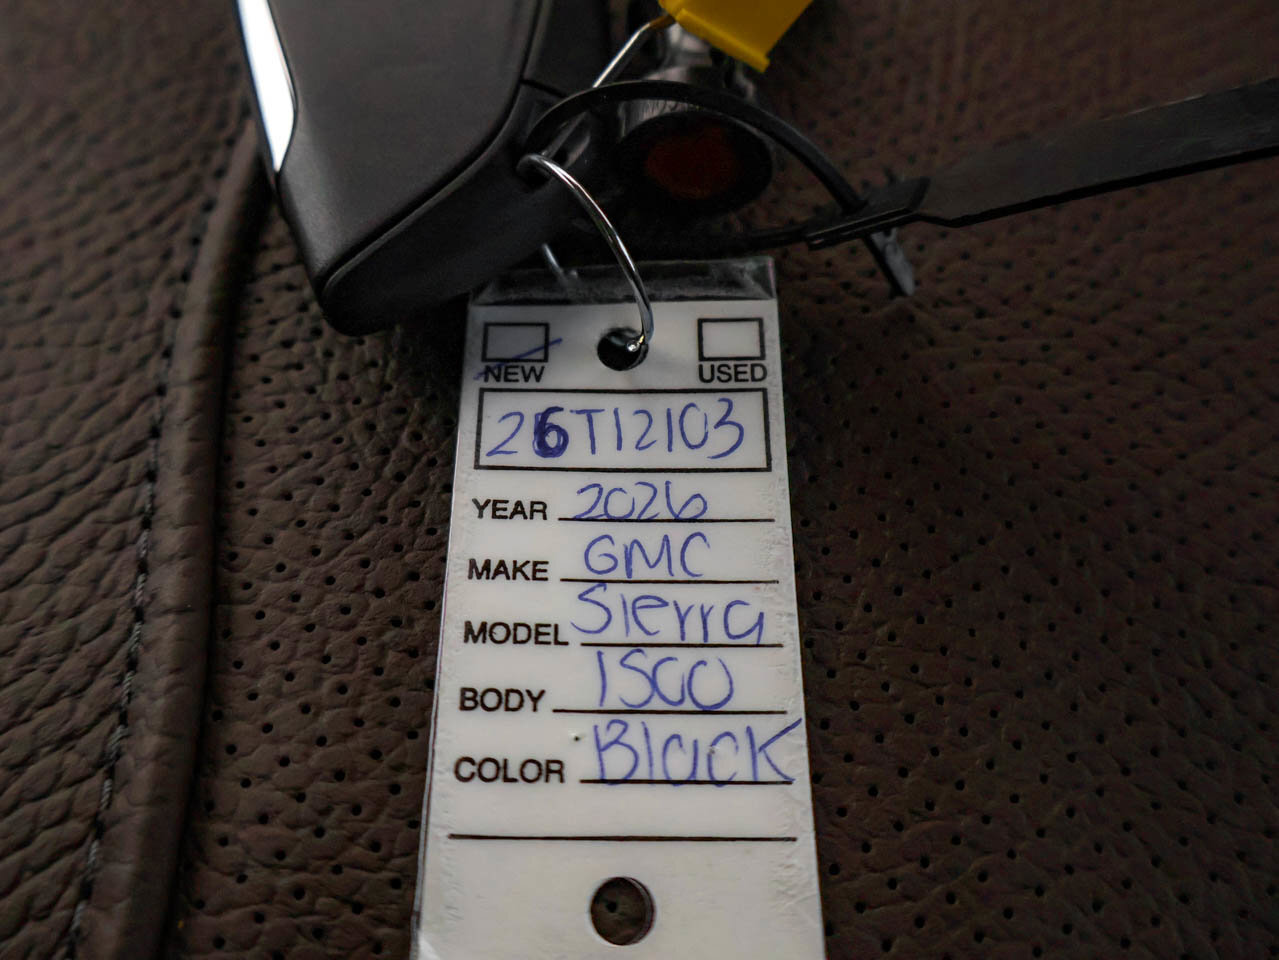 NEW USED
26T12103
YEAR 2026
MAKE GMC
MODEL Sierra
BODY 1500
COLOR Black